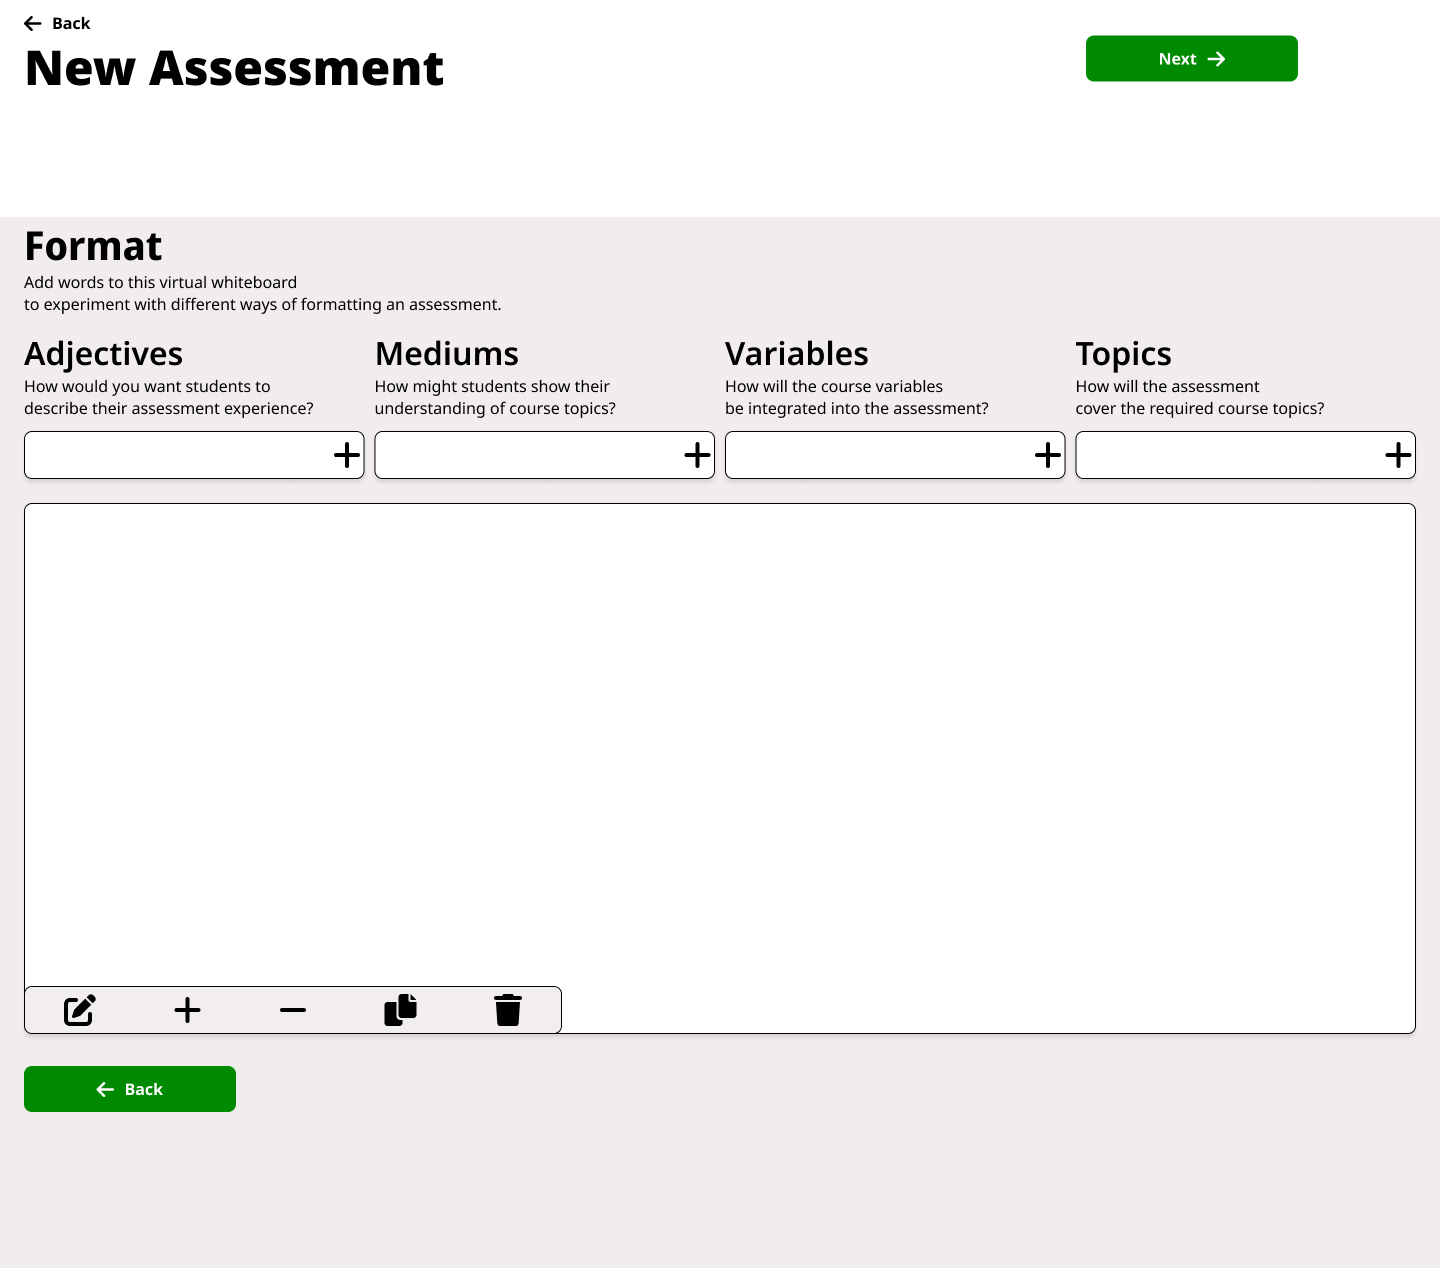 Back
New Assessment
Next
Format
Add words to this virtual whiteboard
to experiment with different ways of formatting an assessment.
Adjectives
How would you want students to
describe their assessment experience?
Mediums
How might students show their
understanding of course topics?
Variables
How will the course variables
be integrated into the assessment?
Topics
How will the assessment
cover the required course topics?
Back